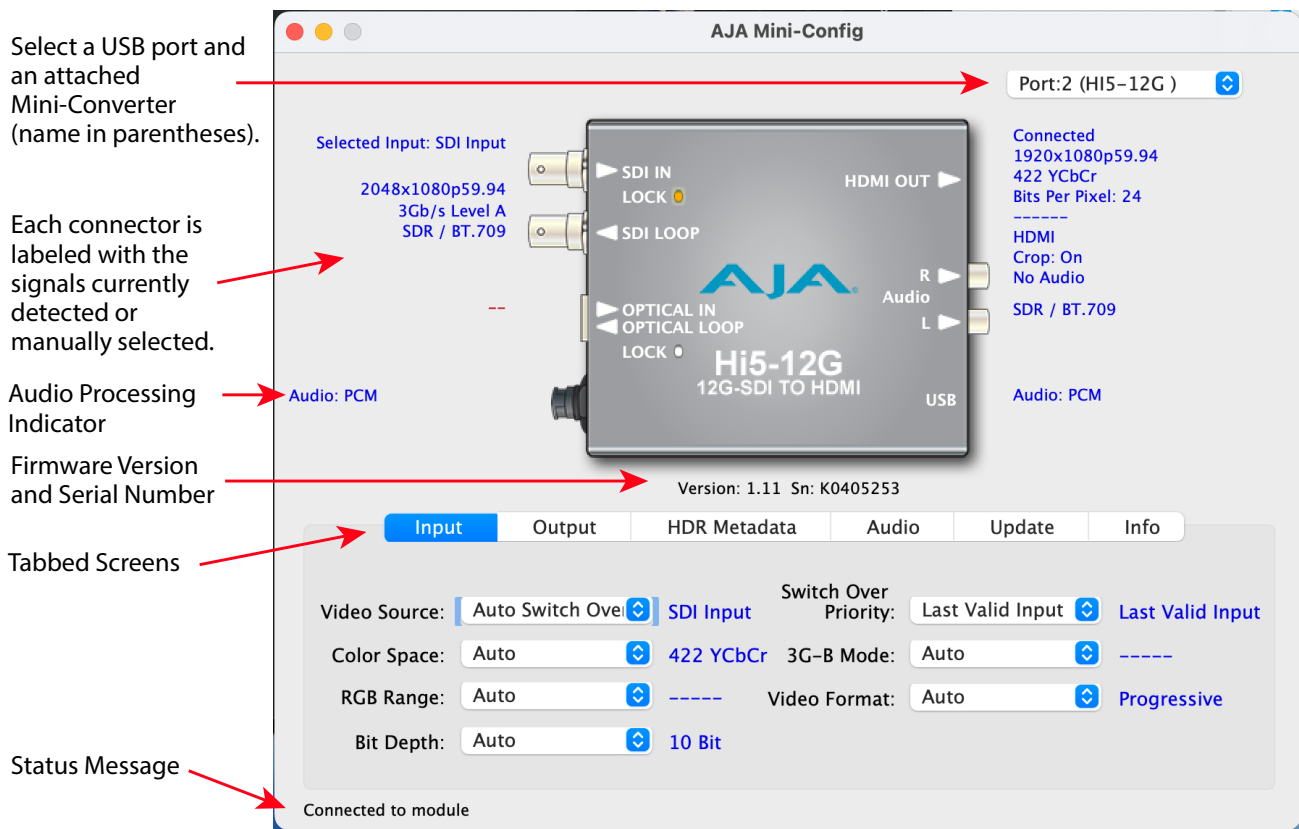 AJA Mini-Config
Select a USB port and
an attached
Mini-Converter
(name in parentheses).
Port:2 (HI5-12G )
Selected Input: SDI Input
2048x1080p59.94
3Gb/s Level A
SDR / BT.709
--
Audio: PCM
SDI IN
LOCK
SDI LOOP
HDMI OUT
AJA
R
Audio
L
OPTICAL IN
OPTICAL LOOP
LOCK
Hi5-12G
12G-SDI TO HDMI
USB
Connected
1920x1080p59.94
422 YCbCr
Bits Per Pixel: 24
------
HDMI
Crop: On
No Audio
SDR / BT.709
Audio: PCM
Each connector is
labeled with the
signals currently
detected or
manually selected.
Audio Processing
Indicator
Firmware Version
and Serial Number
Version: 1.11 Sn: K0405253
Tabbed Screens
Input Output HDR Metadata Audio Update Info
Video Source: Auto Switch Over SDI Input
Switch Over
Priority: Last Valid Input Last Valid Input
Color Space: Auto 422 YCbCr 3G-B Mode: Auto -----
RGB Range: Auto ----- Video Format: Auto Progressive
Bit Depth: Auto 10 Bit
Status Message
Connected to module